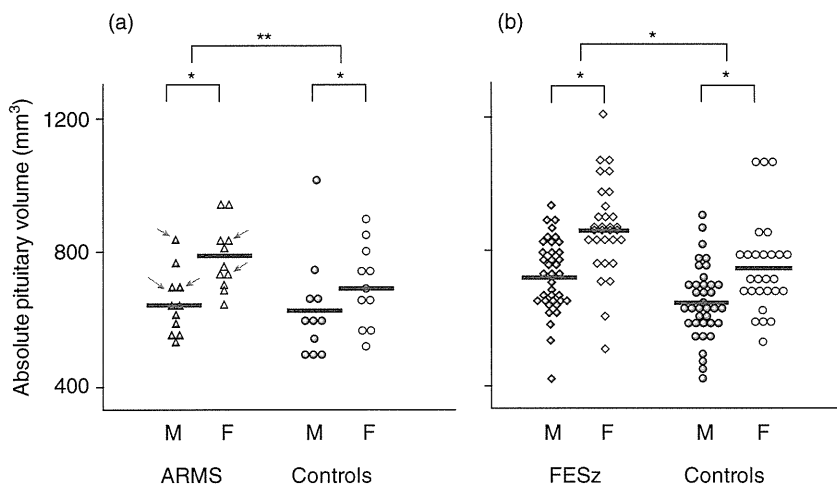 (a)
(b)
**
*
*
*
*
*
*
Absolute pituitary volume (mm³)
1200
800
400
M F M F
ARMS Controls
M F M F
FESz Controls